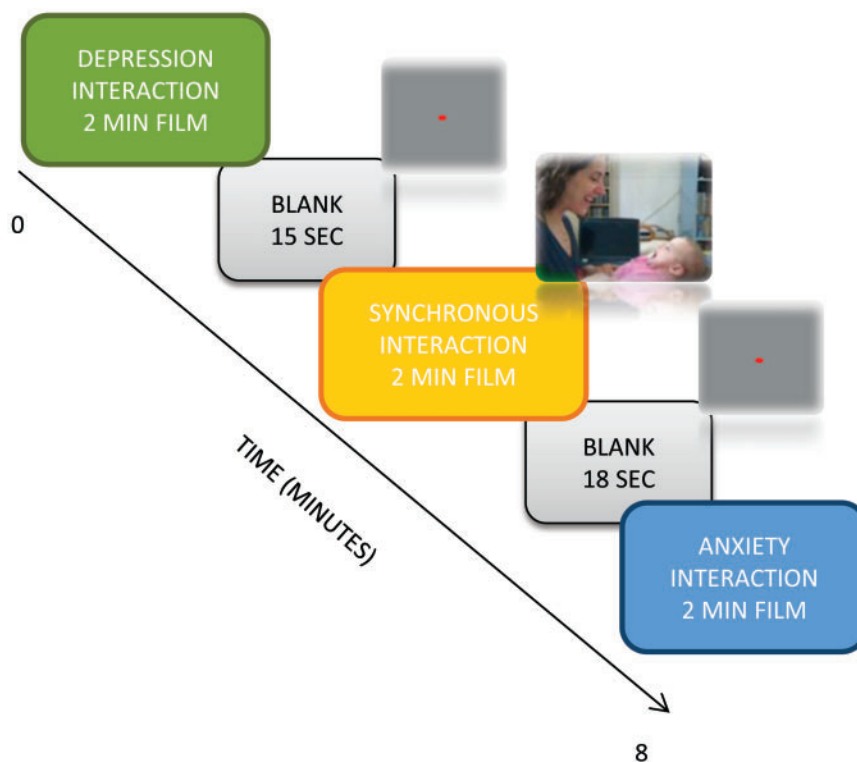 DEPRESSION
INTERACTION
2 MIN FILM
0
BLANK
15 SEC
SYNCHRONOUS
INTERACTION
2 MIN FILM
BLANK
18 SEC
TIME (MINUTES)
ANXIETY
INTERACTION
2 MIN FILM
8